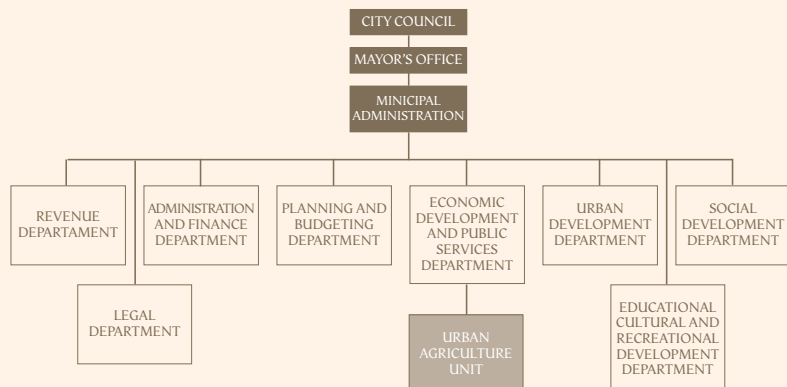 CITY COUNCIL
MAYOR'S OFFICE
MINICIPAL
ADMINISTRATION
REVENUE
DEPARTAMENT
ADMINISTRATION
AND FINANCE
DEPARTMENT
PLANNING AND
BUDGETING
DEPARTMENT
ECONOMIC
DEVELOPMENT
AND PUBLIC
SERVICES
DEPARTMENT
URBAN
DEVELOPMENT
DEPARTMENT
SOCIAL
DEVELOPMENT
DEPARTMENT
LEGAL
DEPARTMENT
URBAN
AGRICULTURE
UNIT
EDUCATIONAL
CULTURAL AND
RECREATIONAL
DEVELOPMENT
DEPARTMENT